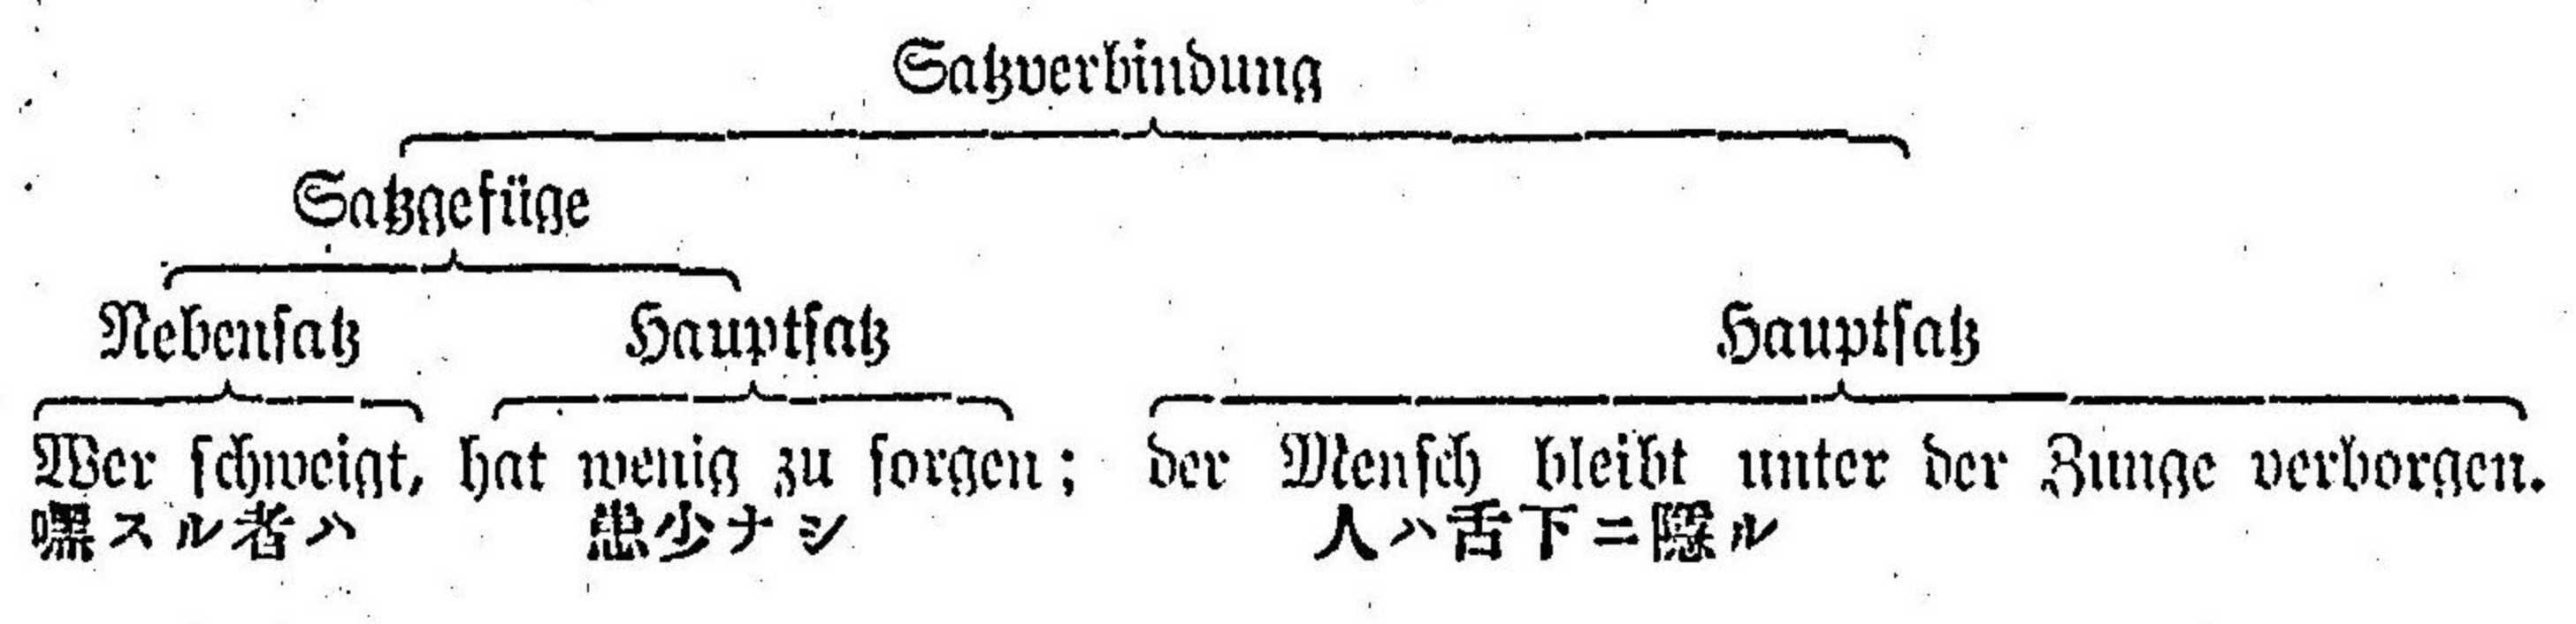 Satzverbindung
Satzgefüge
Nebensatz Hauptsatz Hauptsatz
Wer schweigt, hat wenig zu sorgen; der Mensch bleibt unter der Zunge verborgen.
嘿スル者ハ 患少ナシ 人ハ舌下ニ隠ル